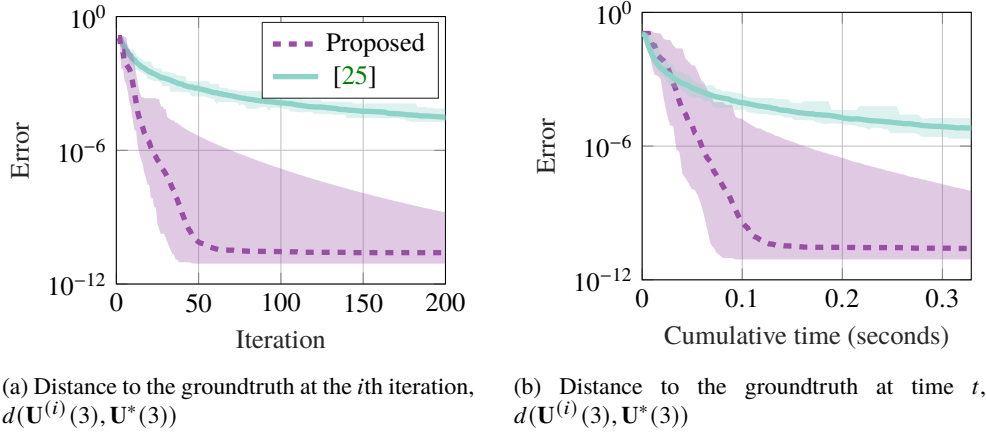 10^0
10^−6
10^−12
Error
0 50 100 150 200
Iteration
Proposed
[25]
(a) Distance to the groundtruth at the ith iteration,
d(U^(i)(3), U*(3))
10^0
10^−6
10^−12
Error
0 0.1 0.2 0.3
Cumulative time (seconds)
(b) Distance to the groundtruth at time t,
d(U^(i)(3), U*(3))